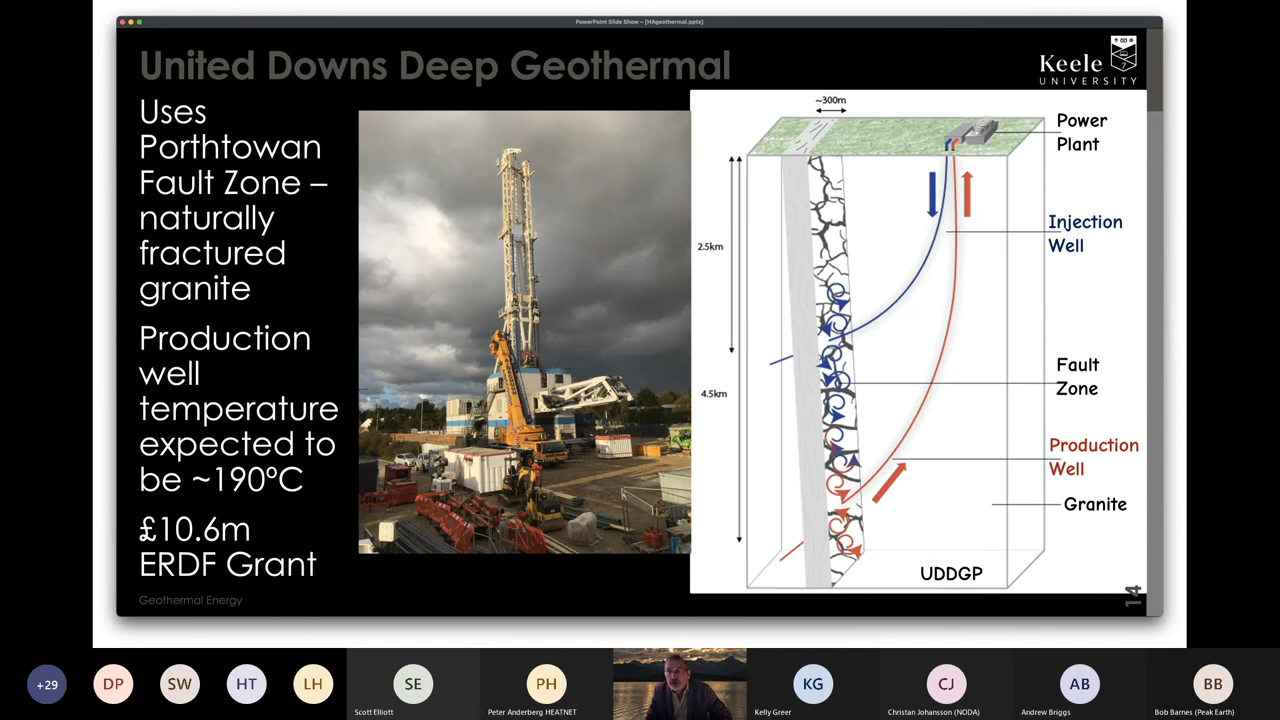 PowerPoint Slide Show - [HAgeothermal.pptx]
United Downs Deep Geothermal
Keele
UNIVERSITY
Uses
Porthtowan
Fault Zone –
naturally
fractured
granite
Production
well
temperature
expected to
be ~190°C
£10.6m
ERDF Grant
~300m
2.5km
4.5km
Power
Plant
Injection
Well
Fault
Zone
Production
Well
Granite
UDDGP
Geothermal Energy
14
+29
DP
SW
HT
LH
SE
Scott Elliott
PH
Peter Anderberg HEATNET
KG
Kelly Greer
CJ
Christan Johansson (NODA)
AB
Andrew Briggs
BB
Bob Barnes (Peak Earth)